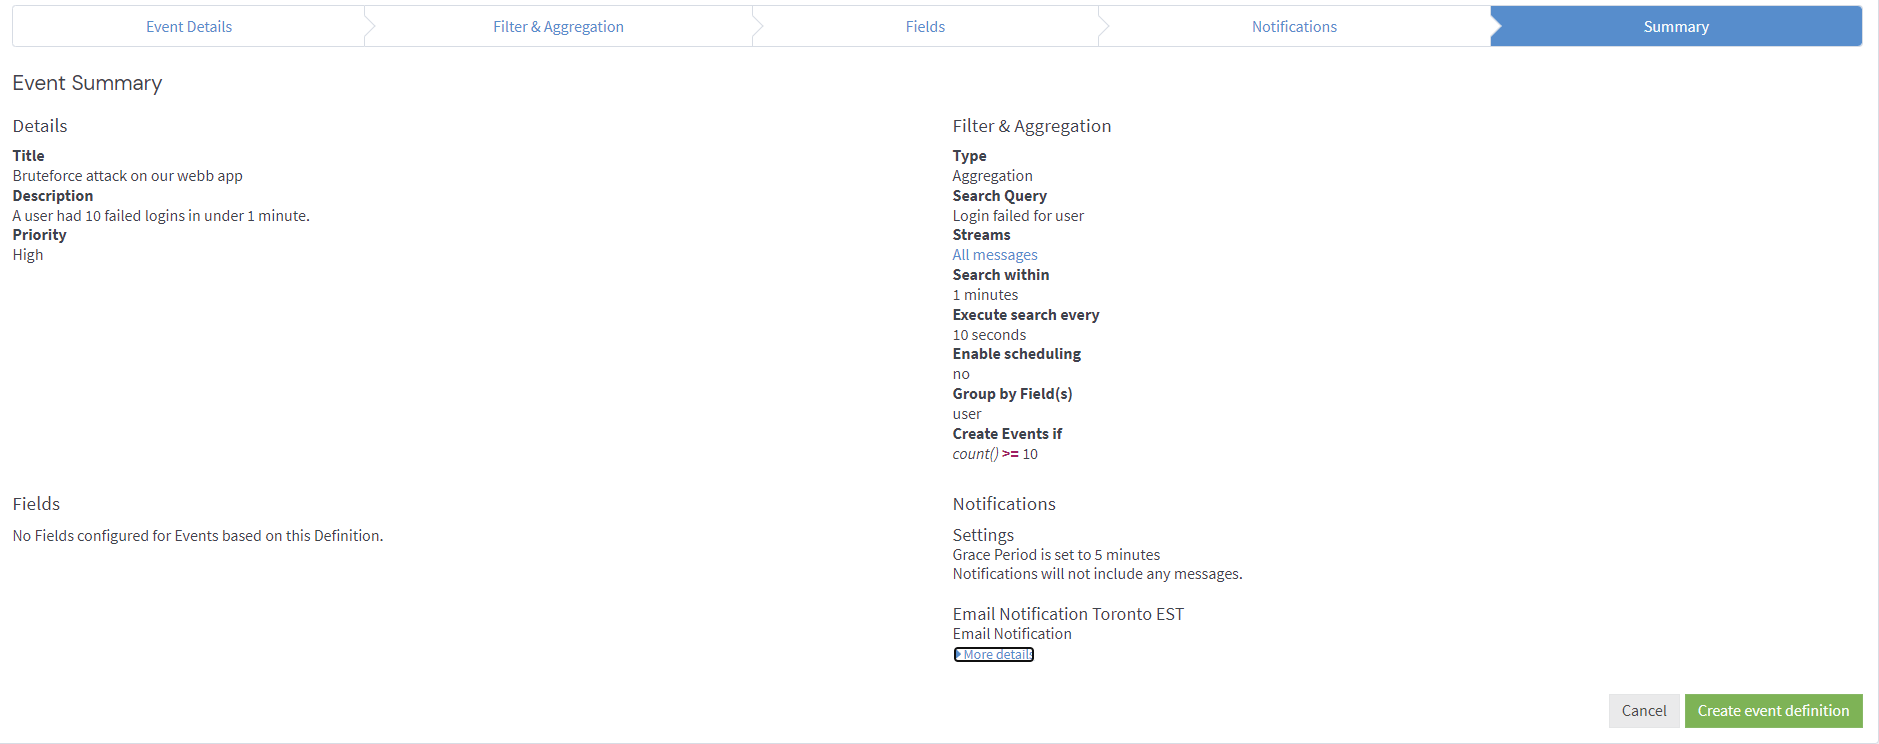 Event Details
Filter & Aggregation
Fields
Notifications
Summary
Event Summary
Details
Title
Bruteforce attack on our webb app
Description
A user had 10 failed logins in under 1 minute.
Priority
High
Filter & Aggregation
Type
Aggregation
Search Query
Login failed for user
Streams
All messages
Search within
1 minutes
Execute search every
10 seconds
Enable scheduling
no
Group by Field(s)
user
Create Events if
count() >= 10
Fields
No Fields configured for Events based on this Definition.
Notifications
Settings
Grace Period is set to 5 minutes
Notifications will not include any messages.
Email Notification Toronto EST
Email Notification
More details
Cancel
Create event definition